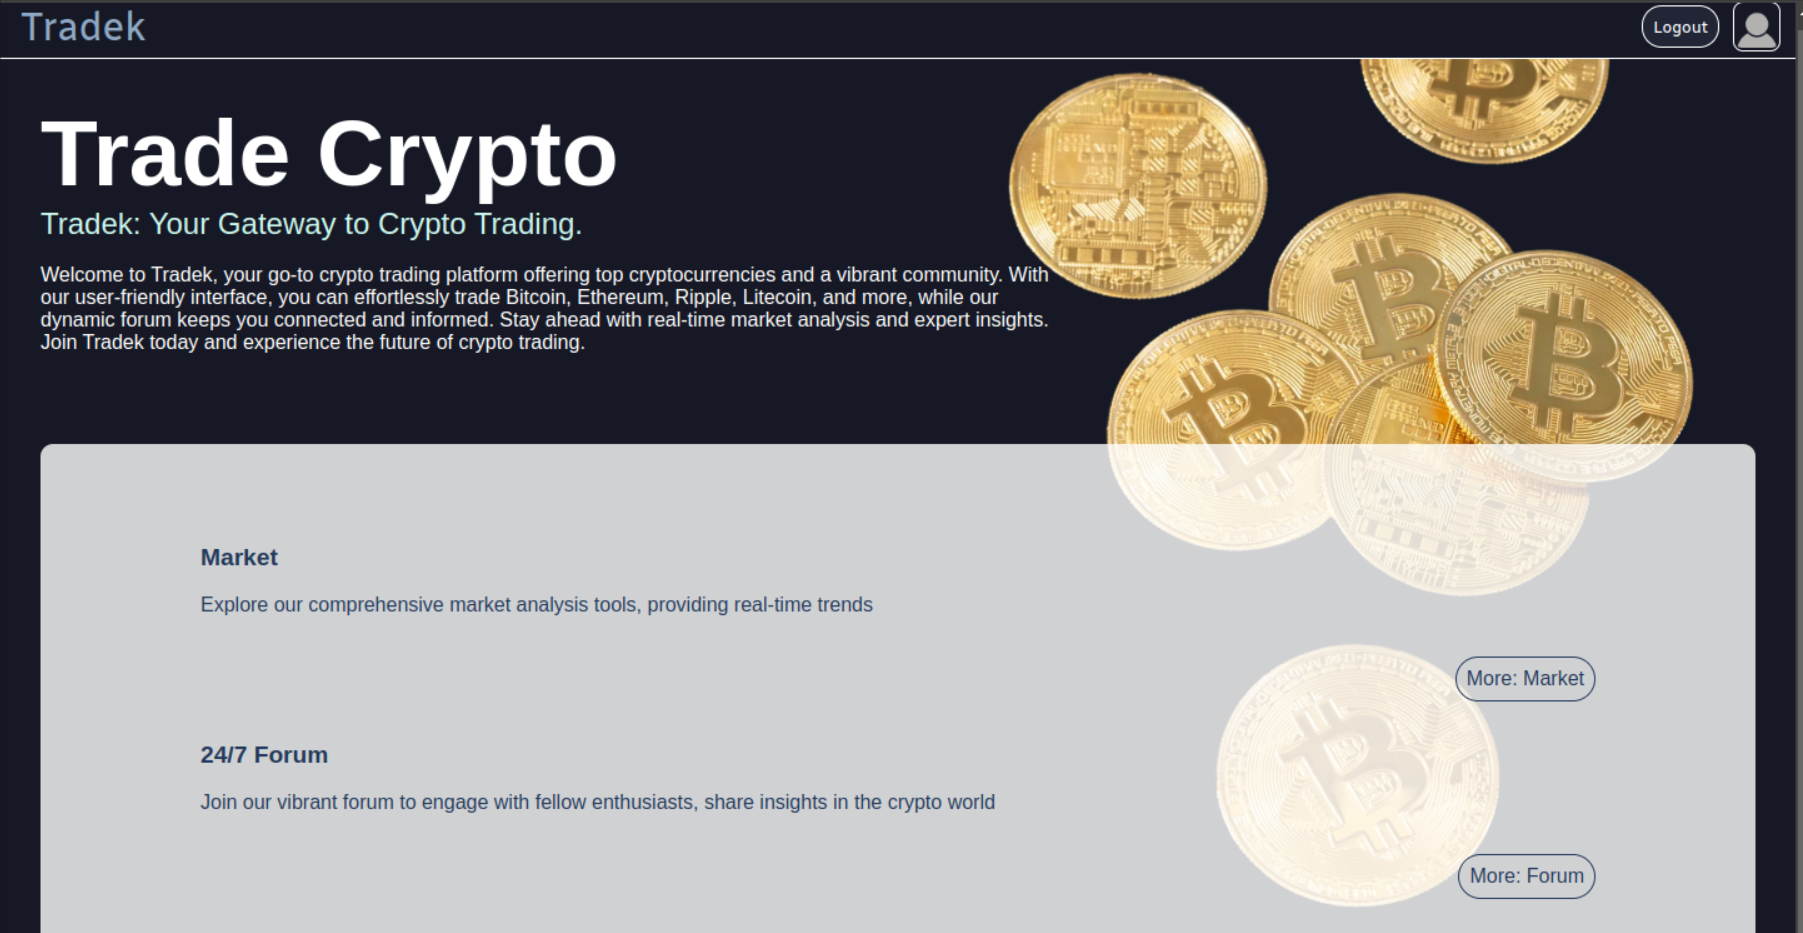 Tradek
Logout
Trade Crypto
Tradek: Your Gateway to Crypto Trading.
Welcome to Tradek, your go-to crypto trading platform offering top cryptocurrencies and a vibrant community. With
our user-friendly interface, you can effortlessly trade Bitcoin, Ethereum, Ripple, Litecoin, and more, while our
dynamic forum keeps you connected and informed. Stay ahead with real-time market analysis and expert insights.
Join Tradek today and experience the future of crypto trading.
Market
Explore our comprehensive market analysis tools, providing real-time trends
More: Market
24/7 Forum
Join our vibrant forum to engage with fellow enthusiasts, share insights in the crypto world
More: Forum